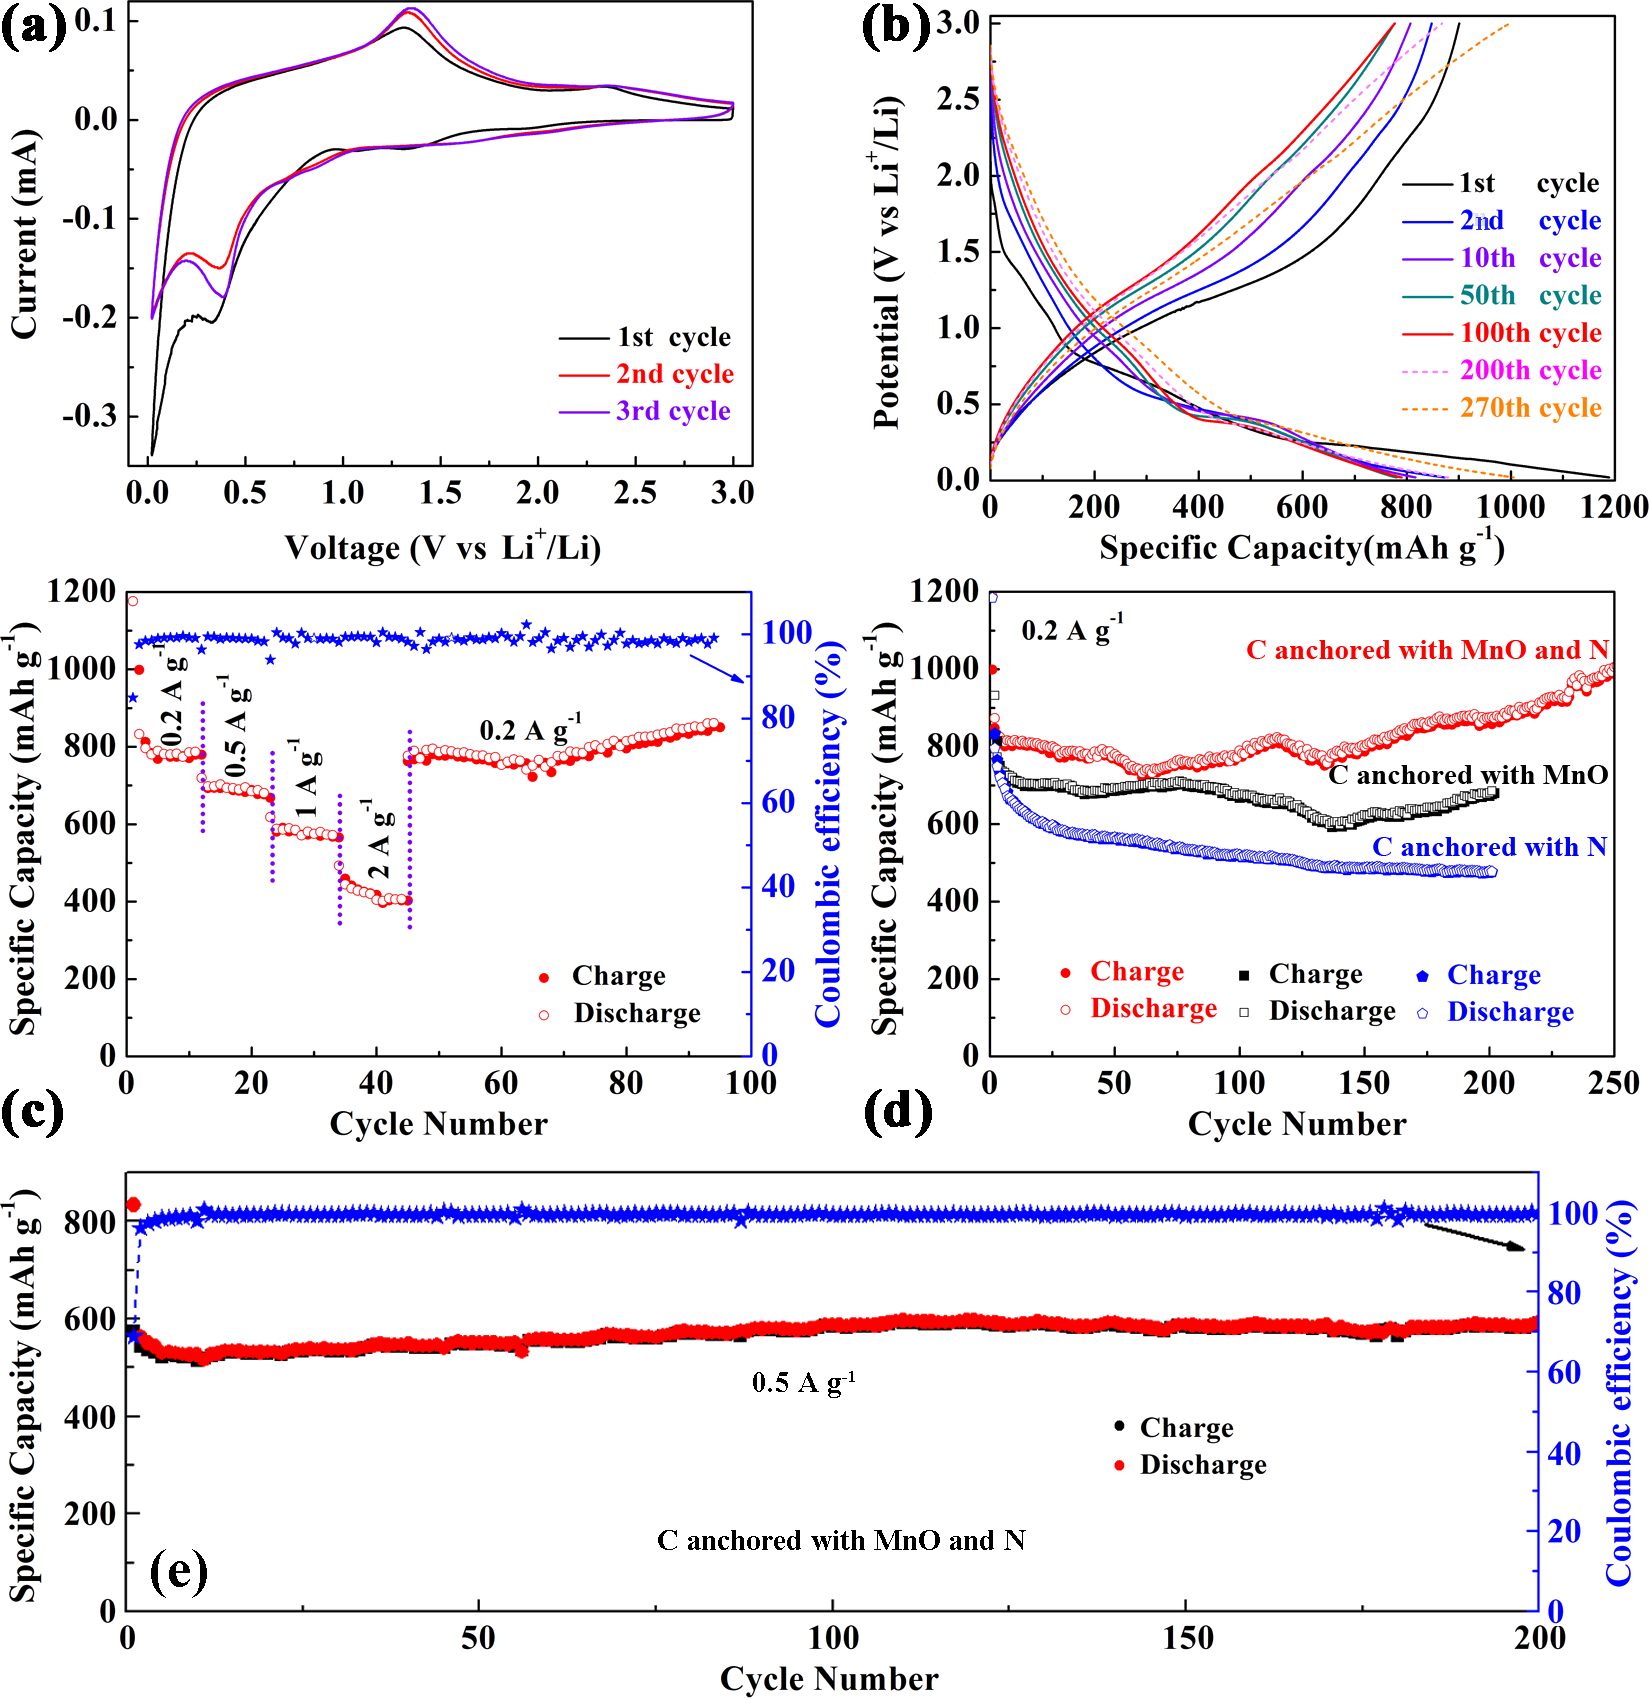 (a)
0.1
0.0
-0.1
-0.2
-0.3
Current (mA)
1st cycle
2nd cycle
3rd cycle
0.0 0.5 1.0 1.5 2.0 2.5 3.0
Voltage (V vs Li⁺/Li)
(b)
3.0
2.5
2.0
1.5
1.0
0.5
0.0
Potential (V vs Li⁺/Li)
1st cycle
2nd cycle
10th cycle
50th cycle
100th cycle
200th cycle
270th cycle
0 200 400 600 800 1000 1200
Specific Capacity(mAh g⁻¹)
(c)
1200
1000
800
600
400
200
0
Specific Capacity (mAh g⁻¹)
0.2 A g⁻¹
0.5 A g⁻¹
1 A g⁻¹
2 A g⁻¹
0.2 A g⁻¹
Charge
Discharge
100
80
60
40
20
0
Coulombic efficiency (%)
0 20 40 60 80 100
Cycle Number
(d)
1200
1000
800
600
400
200
0
Specific Capacity (mAh g⁻¹)
0.2 A g⁻¹
C anchored with MnO and N
C anchored with MnO
C anchored with N
Charge Charge Charge
Discharge Discharge Discharge
0 50 100 150 200 250
Cycle Number
(e)
800
600
400
200
0
Specific Capacity (mAh g⁻¹)
0.5 A g⁻¹
Charge
Discharge
C anchored with MnO and N
100
80
60
40
20
0
Coulombic efficiency (%)
0 50 100 150 200
Cycle Number